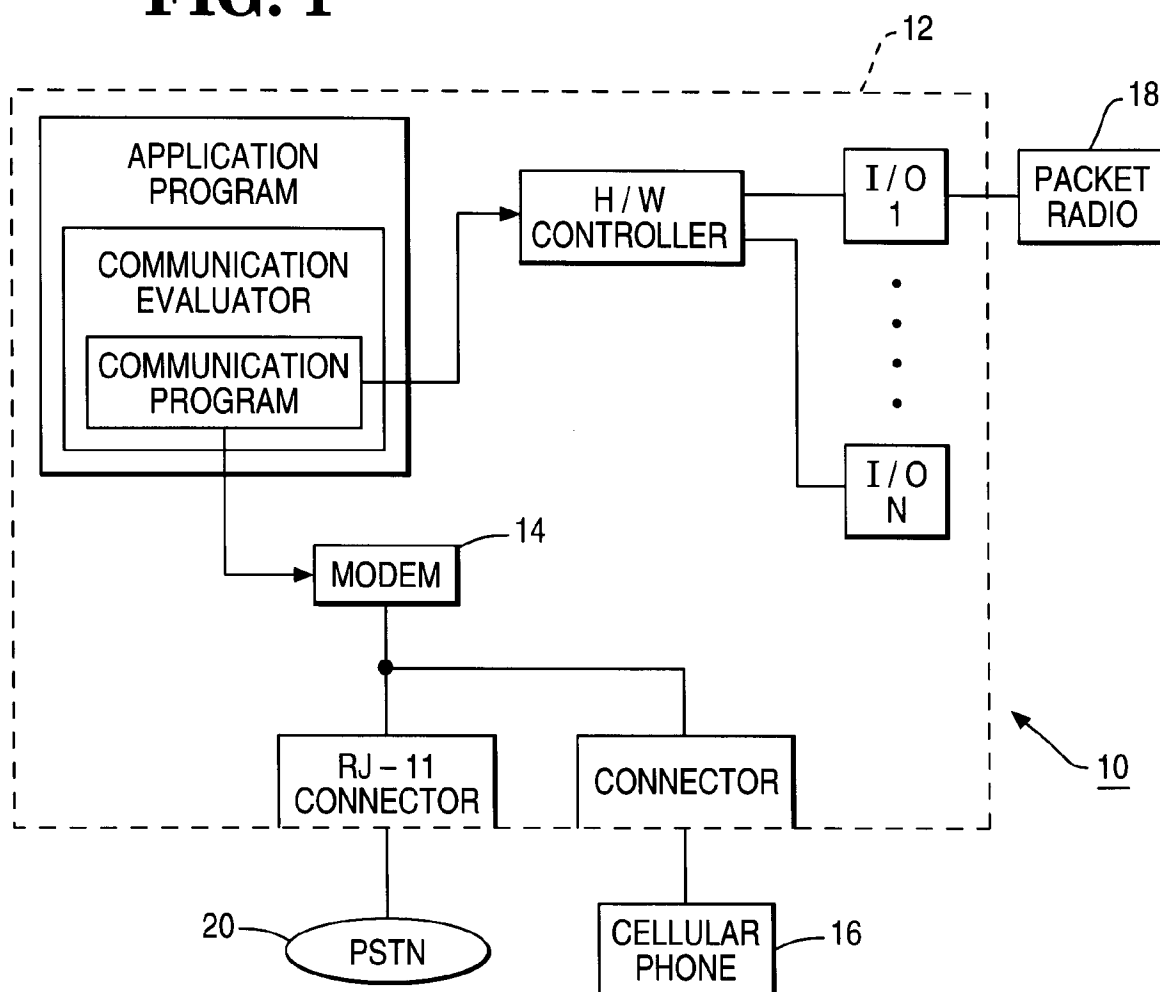 FIG. 1
12
18
APPLICATION
PROGRAM
COMMUNICATION
EVALUATOR
COMMUNICATION
PROGRAM
H / W
CONTROLLER
I / O
1
PACKET
RADIO
I / O
N
14
MODEM
RJ – 11
CONNECTOR
CONNECTOR
10
20
PSTN
CELLULAR
PHONE
16